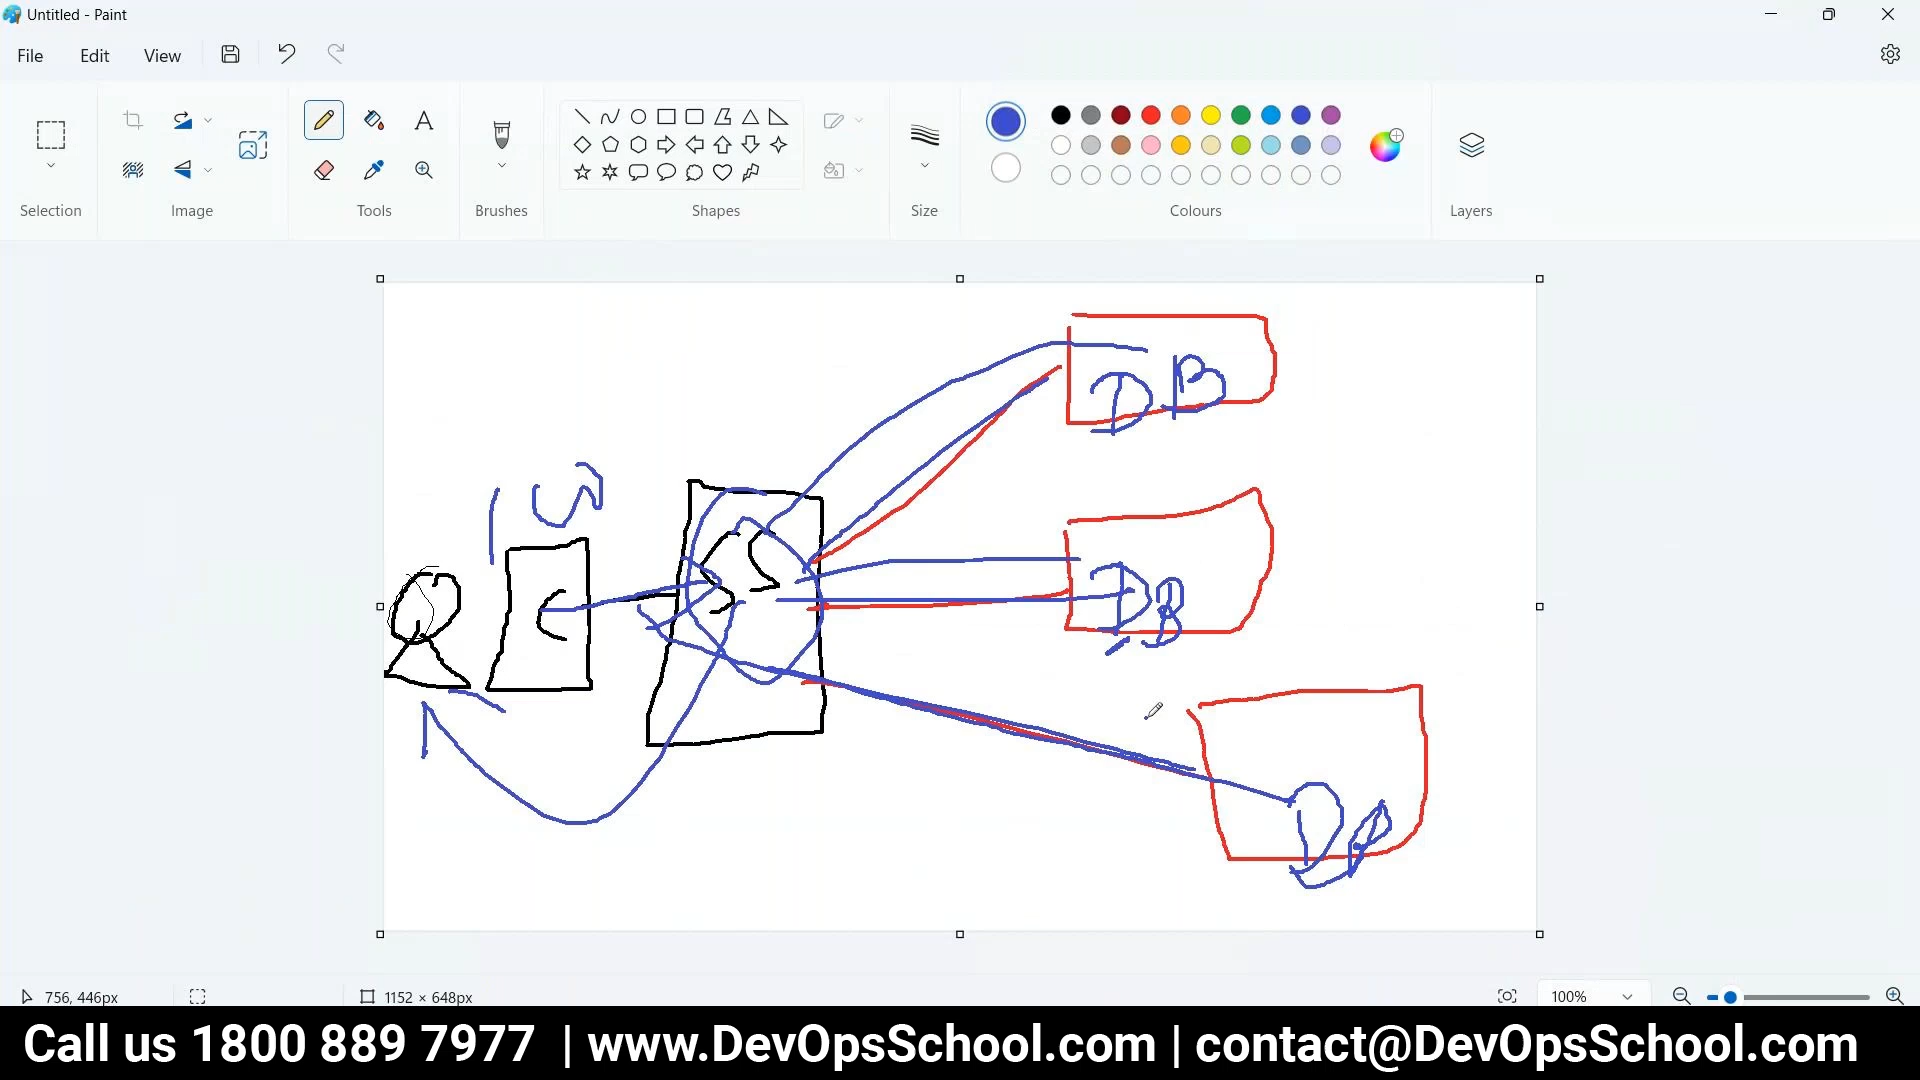 Untitled - Paint
File Edit View
Selection Image Tools Brushes Shapes Size Colours Layers
DB
DB
C
SS
DB
756, 446px 1152 × 648px 100%
Call us 1800 889 7977 | www.DevOpsSchool.com | contact@DevOpsSchool.com